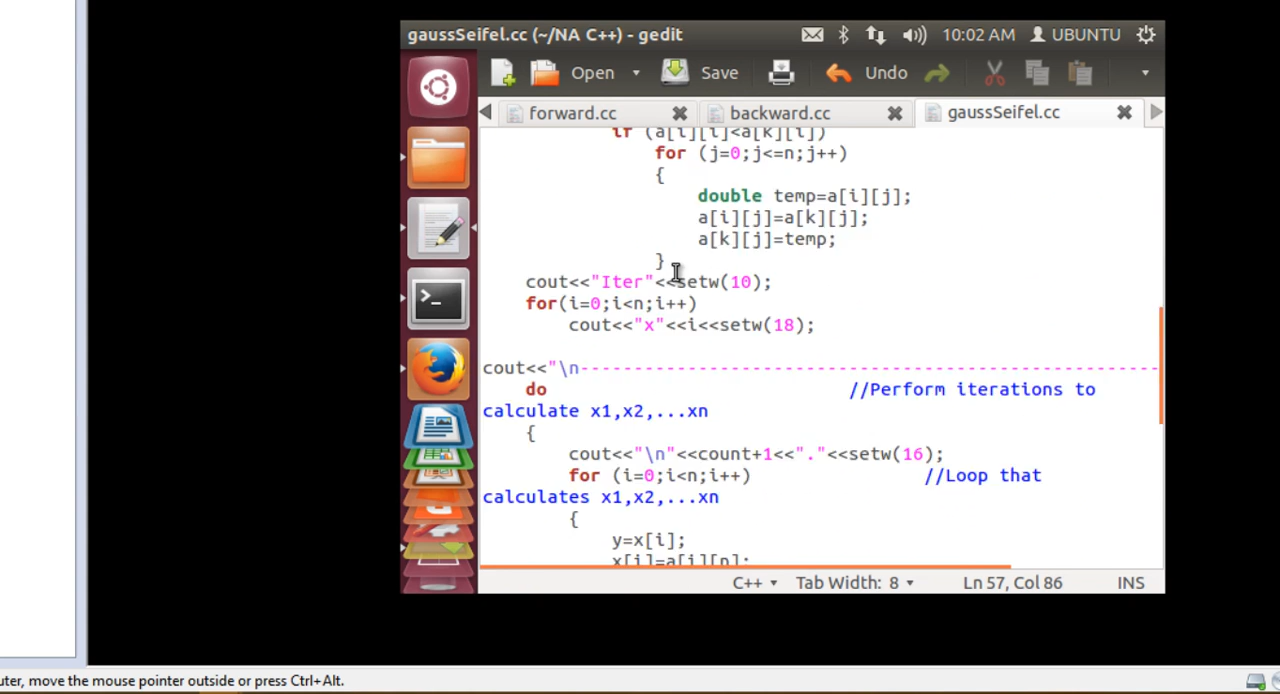 gaussSeifel.cc (~/NA C++) - gedit 10:02 AM UBUNTU
Open Save Undo
forward.cc backward.cc gaussSeifel.cc
if (a[i][i]<a[k][i])
for (j=0;j<=n;j++)
{
double temp=a[i][j];
a[i][j]=a[k][j];
a[k][j]=temp;
}
cout<<"Iter"<<setw(10);
for(i=0;i<n;i++)
cout<<"x"<<i<<setw(18);
cout<<"\n------------------------------------------------------
do //Perform iterations to
calculate x1,x2,...xn
{
cout<<"\n"<<count+1<<"."<<setw(16);
for (i=0;i<n;i++) //Loop that
calculates x1,x2,...xn
{
y=x[i];
x[i]=a[i][n];
C++ Tab Width: 8 Ln 57, Col 86 INS
uter, move the mouse pointer outside or press Ctrl+Alt.